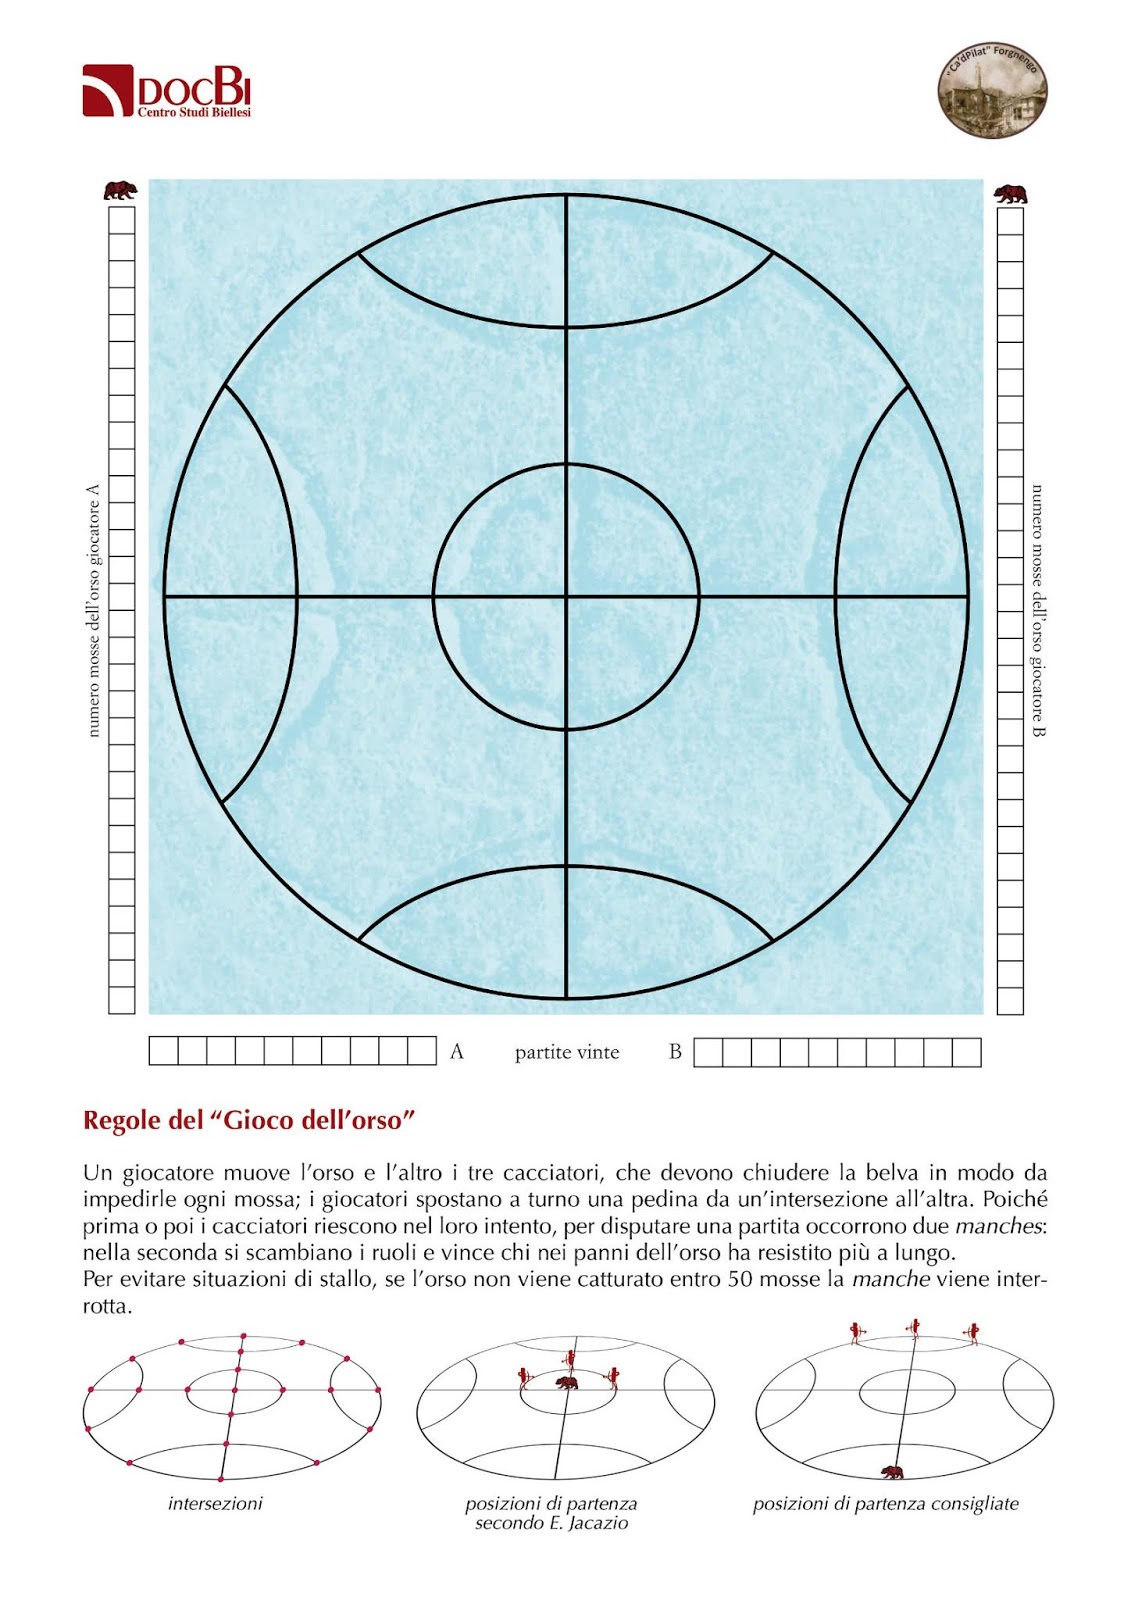 DOCBI
Centro Studi Biellesi
"Ca'dPilat" Forgnengo
numero mosse dell'orso giocatore A
numero mosse dell'orso giocatore B
A partite vinte B
Regole del “Gioco dell’orso”
Un giocatore muove l’orso e l’altro i tre cacciatori, che devono chiudere la belva in modo da
impedirle ogni mossa; i giocatori spostano a turno una pedina da un’intersezione all’altra. Poiché
prima o poi i cacciatori riescono nel loro intento, per disputare una partita occorrono due manches:
nella seconda si scambiano i ruoli e vince chi nei panni dell’orso ha resistito più a lungo.
Per evitare situazioni di stallo, se l’orso non viene catturato entro 50 mosse la manche viene inter-
rotta.
intersezioni
posizioni di partenza
secondo E. Jacazio
posizioni di partenza consigliate